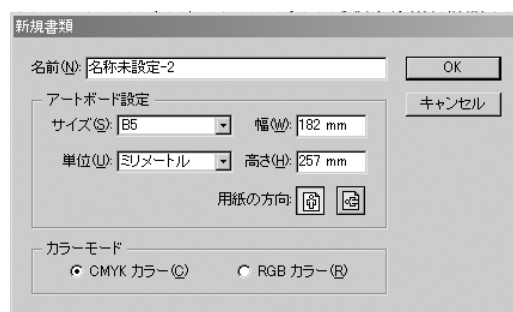 新規書類
名前(N): 名称未設定-2
OK
キャンセル
アートボード設定
サイズ(S): B5 幅(W): 182 mm
単位(U): ミリメートル 高さ(H): 257 mm
用紙の方向:
カラーモード
CMYK カラー(C) RGB カラー(R)